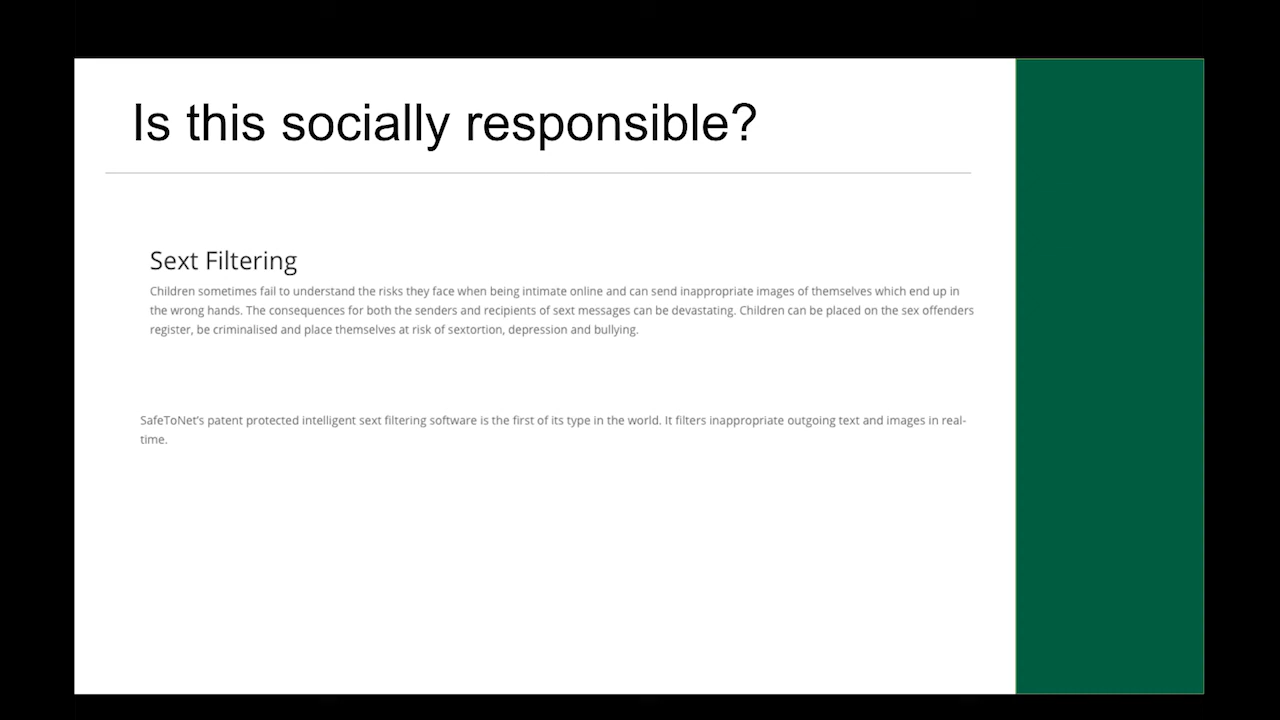 Is this socially responsible?
Sext Filtering
Children sometimes fail to understand the risks they face when being intimate online and can send inappropriate images of themselves which end up in
the wrong hands. The consequences for both the senders and recipients of sext messages can be devastating. Children can be placed on the sex offenders
register, be criminalised and place themselves at risk of sextortion, depression and bullying.
SafeToNet's patent protected intelligent sext filtering software is the first of its type in the world. It filters inappropriate outgoing text and images in real-
time.